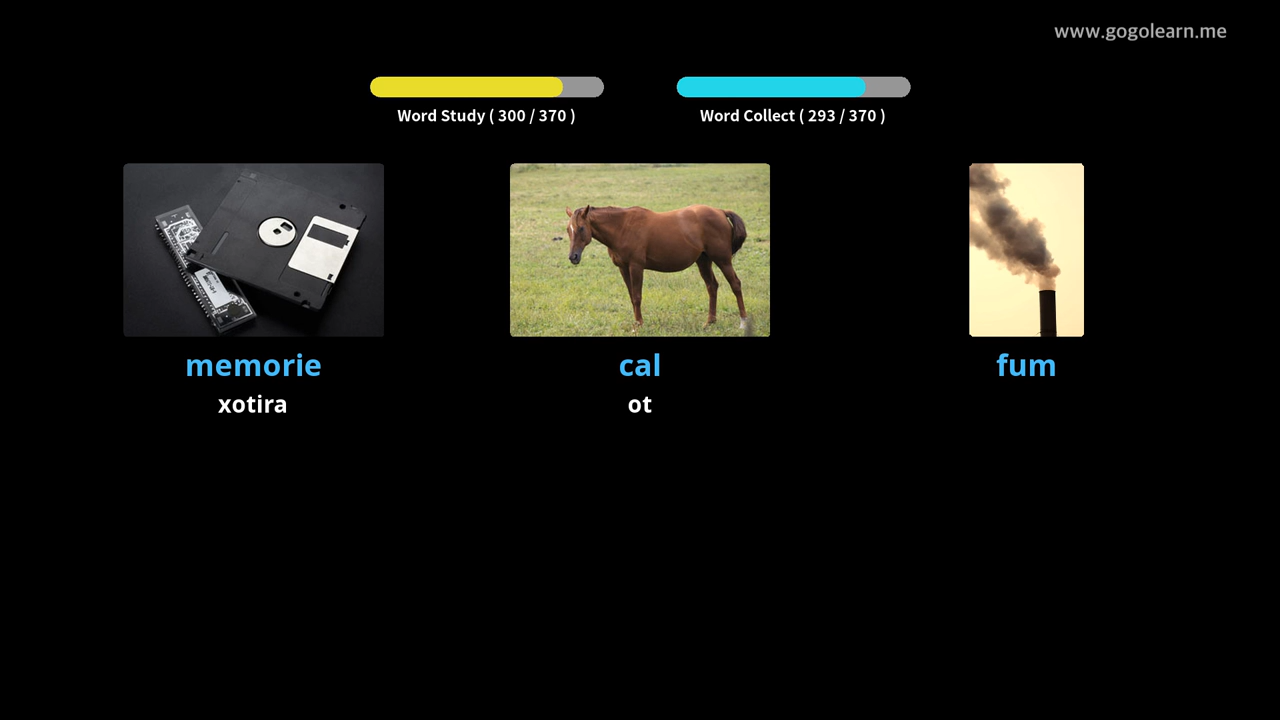 www.gogolearn.me
Word Study ( 300 / 370 )
Word Collect ( 293 / 370 )
memorie
cal
fum
xotira
ot